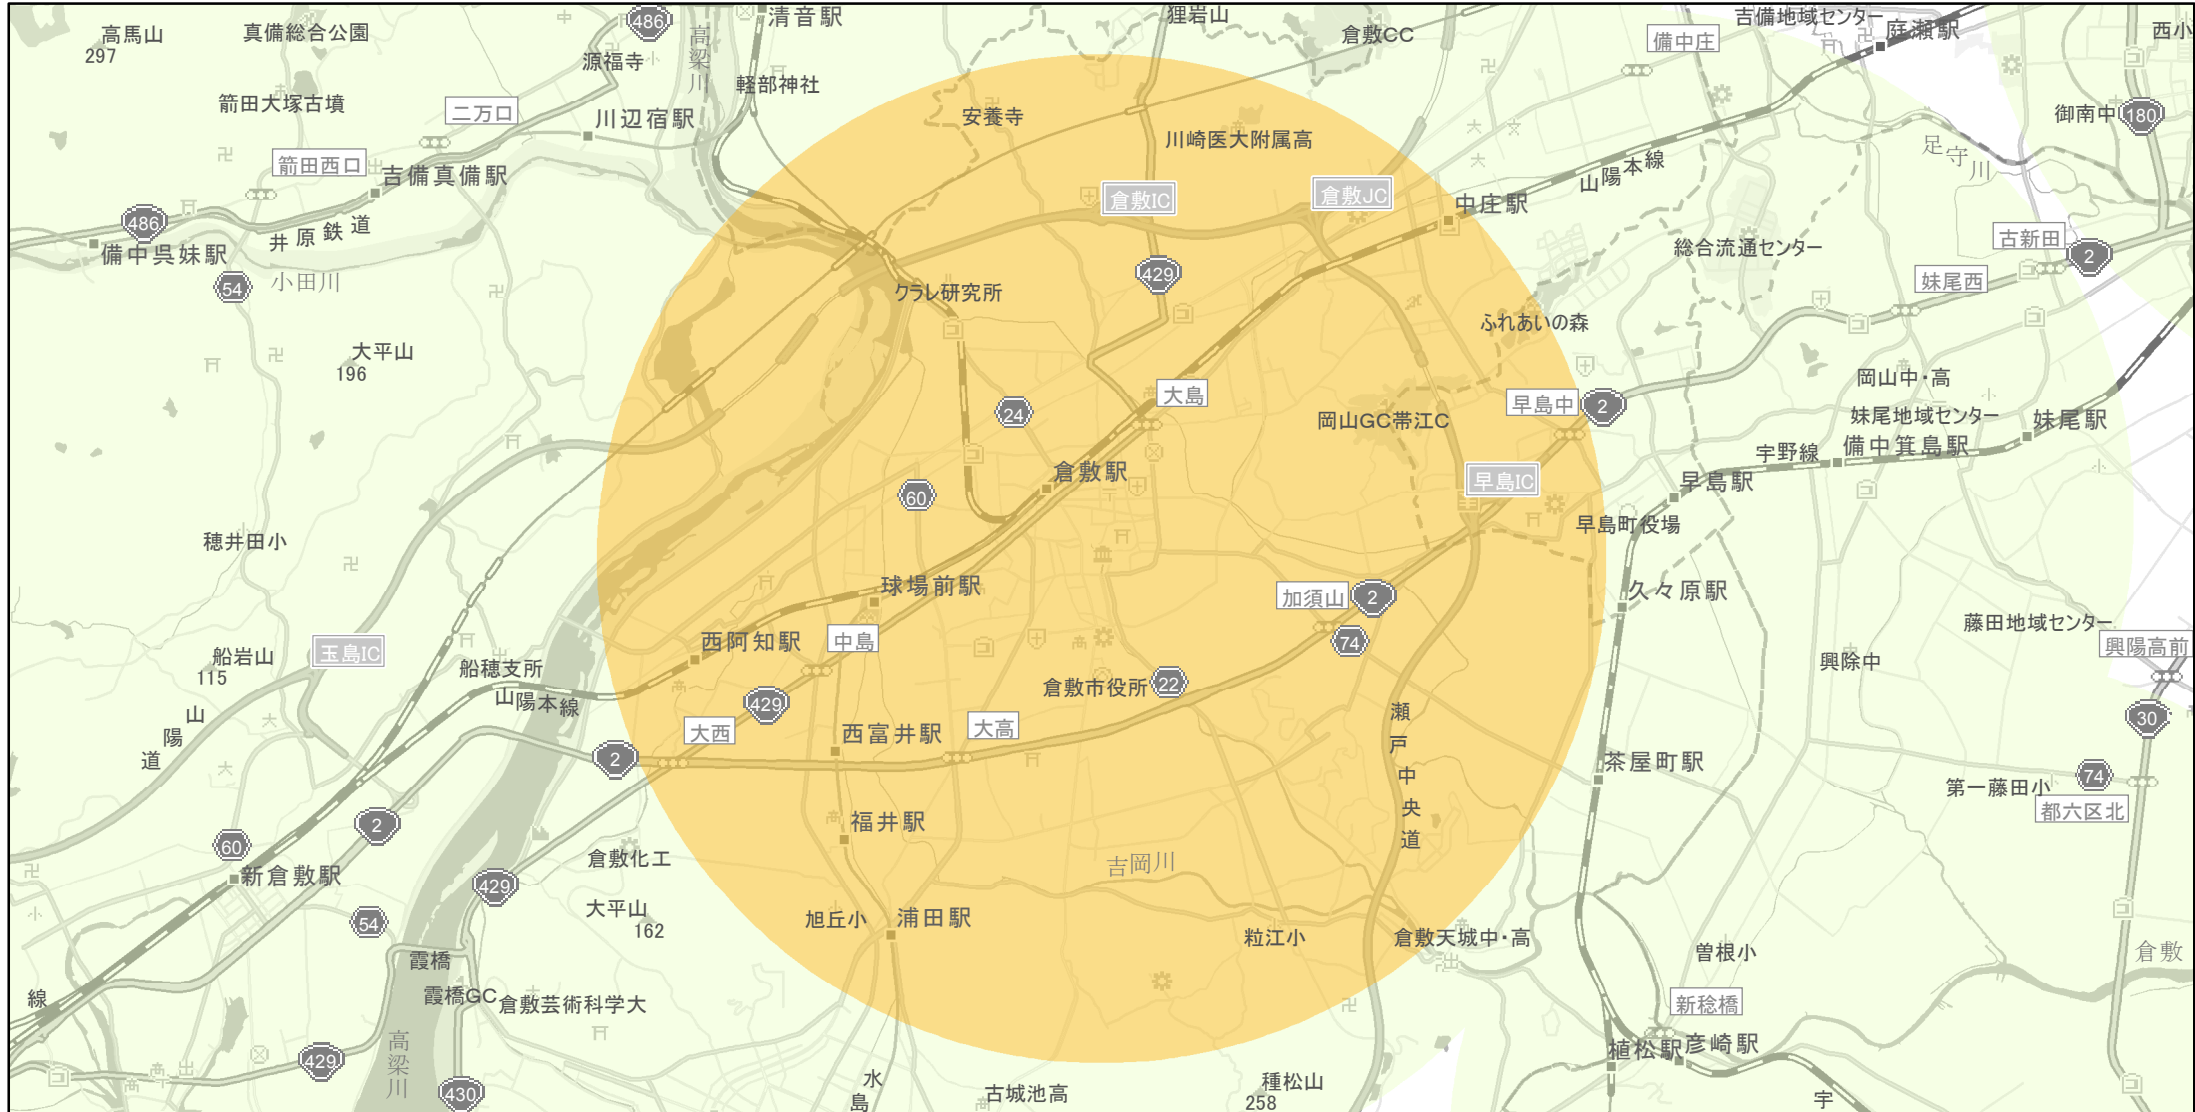 高馬山
297
真備総合公園
486
清音駅
狸岩山
倉敷CC
備中庄
吉備地域センター
庭瀬駅
西小
源福寺
高梁川
軽部神社
箭田大塚古墳
二万口
川辺宿駅
安養寺
川崎医大附属高
御南中
180
足守川
箭田西口
吉備真備駅
山陽本線
倉敷IC
倉敷JC
中庄駅
486
備中呉妹駅
井原鉄道
54
小田川
429
クラレ研究所
総合流通センター
古新田
2
妹尾西
ふれあいの森
大平山
196
24
大島
岡山GC帯江C
早島中
2
岡山中・高
妹尾地域センター
妹尾駅
宇野線
備中箕島駅
倉敷駅
60
早島IC
早島駅
早島町役場
穂井田小
球場前駅
加須山
2
74
久々原駅
藤田地域センター
興陽高前
興除中
船岩山
115
玉島IC
船穂支所
西阿知駅
中島
山陽本線
山陽道
429
大西
倉敷市役所
22
大高
西富井駅
瀬戸中央道
30
2
茶屋町駅
第一藤田小
74
都六区北
2
60
新倉敷駅
福井駅
倉敷化工
429
吉岡川
大平山
162
54
旭丘小
浦田駅
粒江小
倉敷天城中・高
曽根小
倉敷
霞橋
霞橋GC
倉敷芸術科学大
線
新稔橋
高梁川
429
430
水島
古城池高
種松山
258
植松駅
彦崎駅
宇